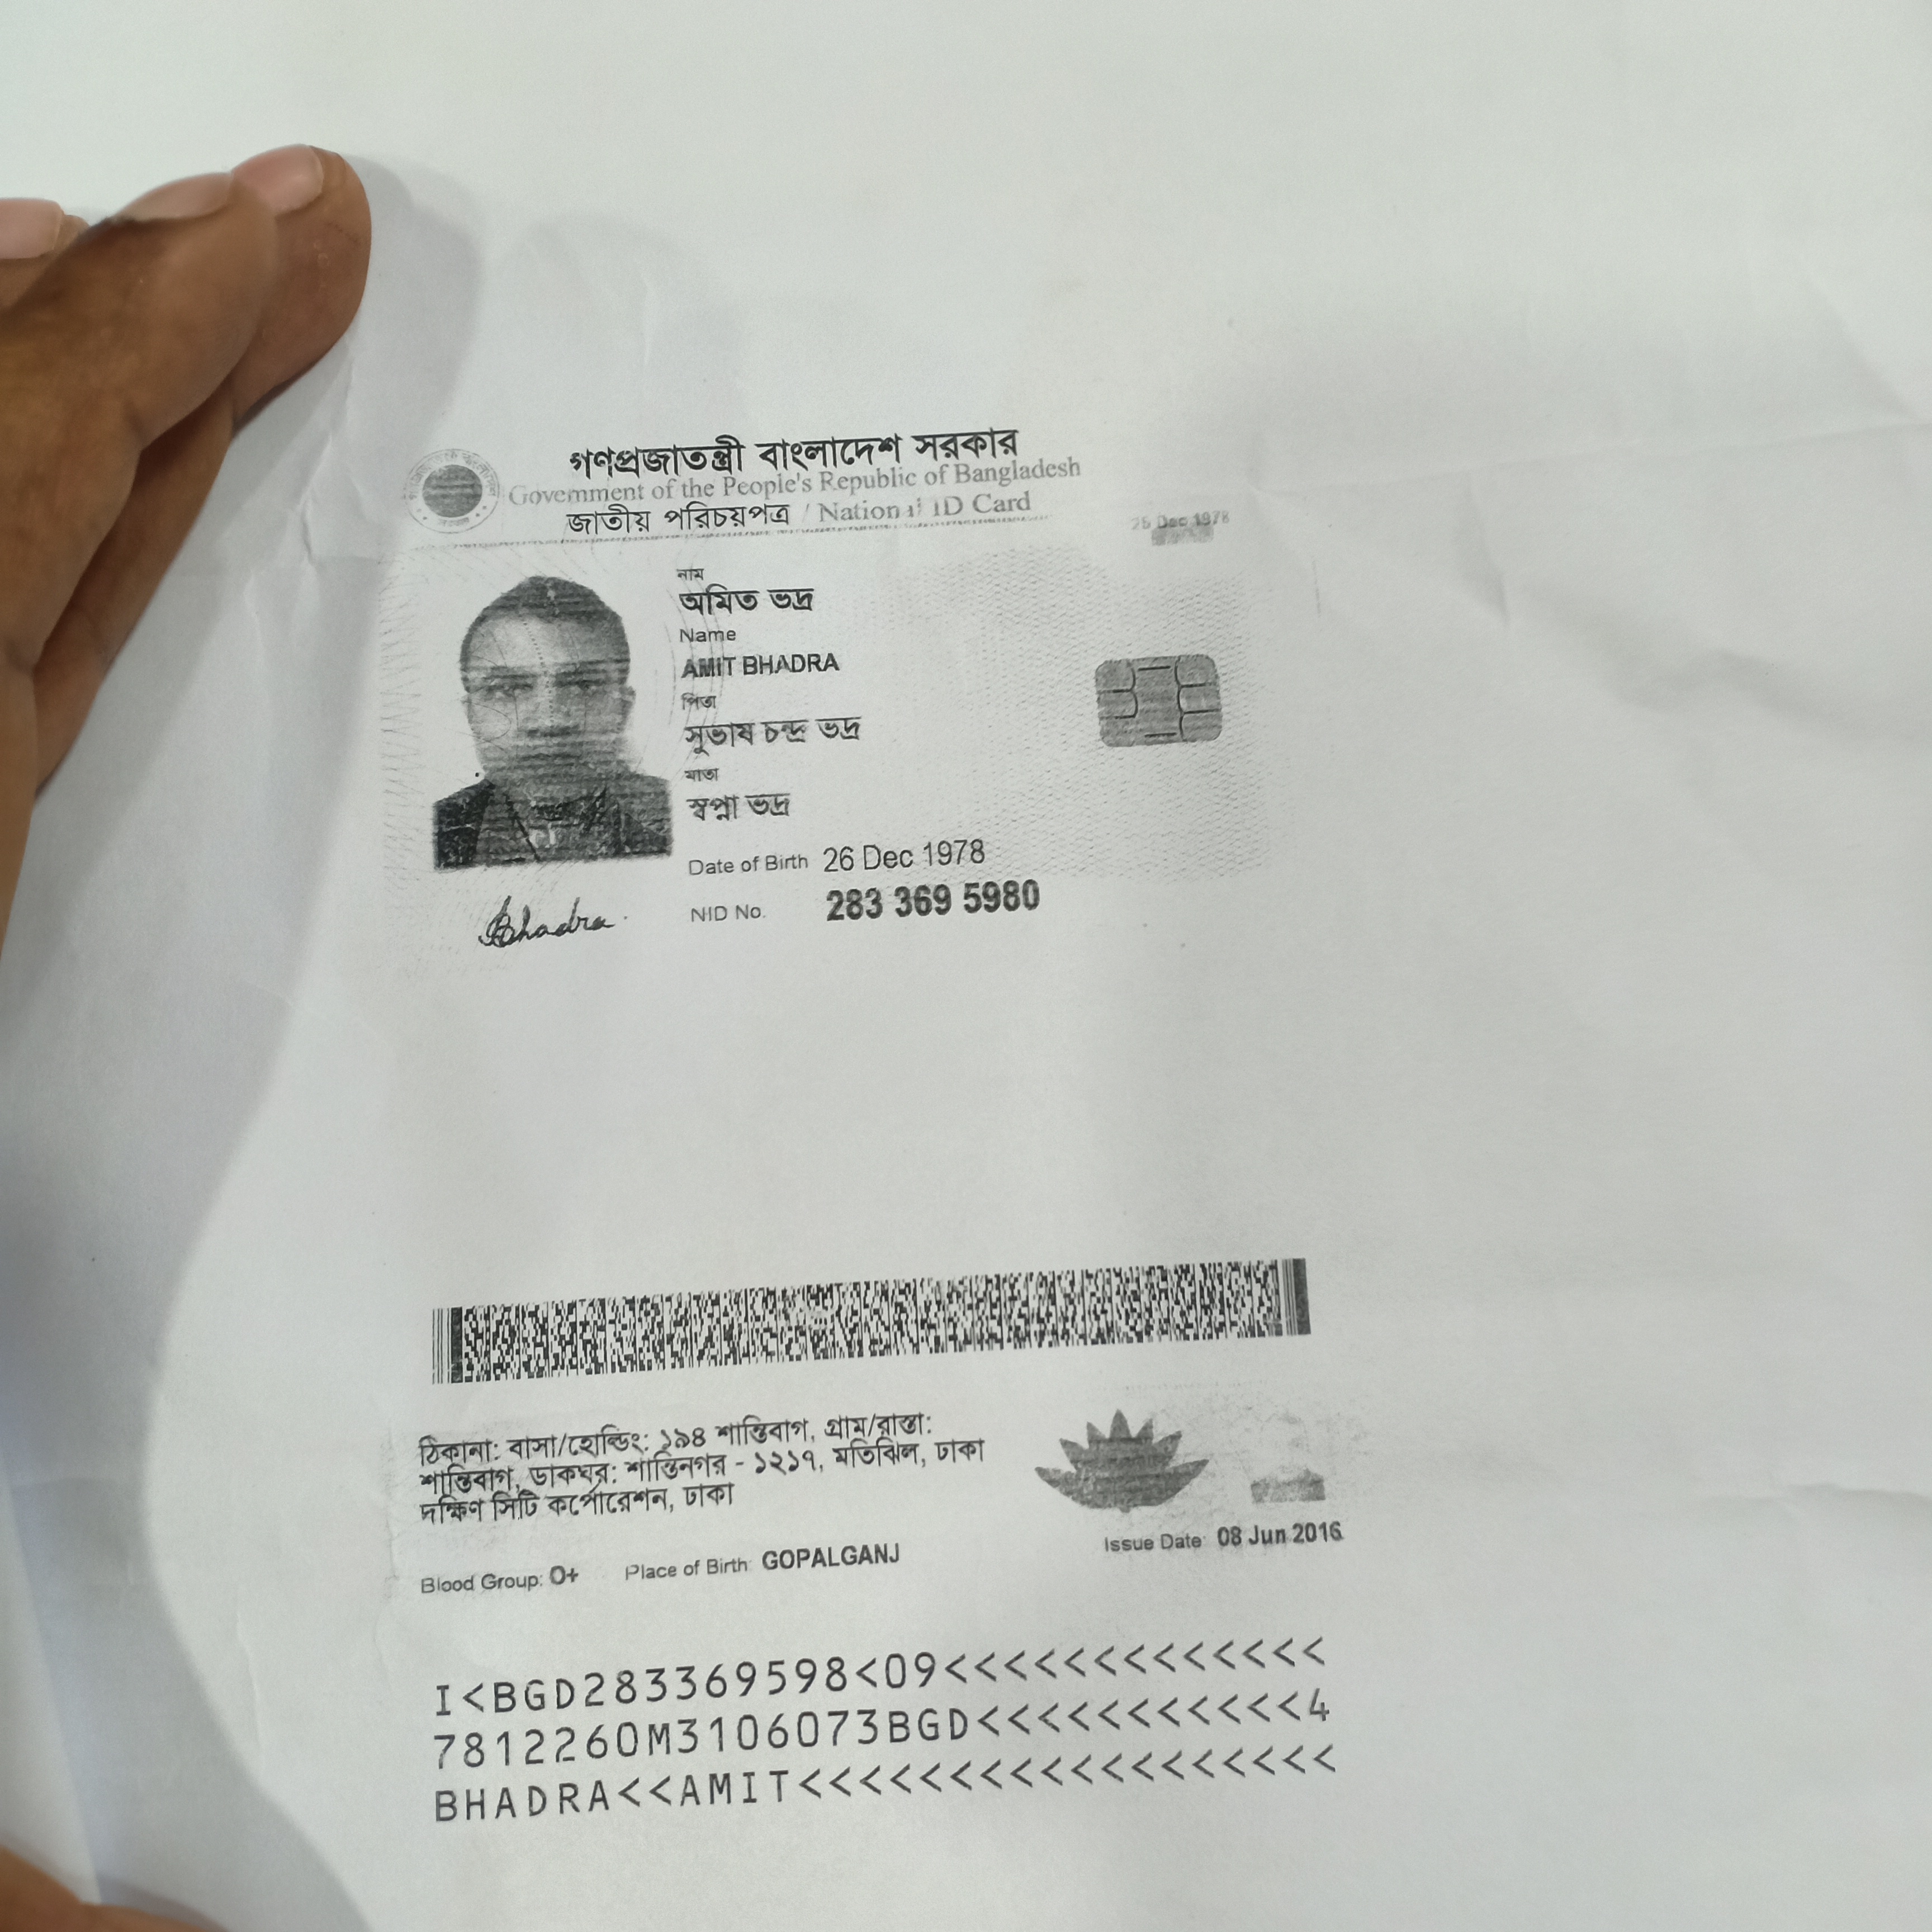 গণপ্রজাতন্ত্রী বাংলাদেশ সরকার
Government of the People's Republic of Bangladesh
জাতীয় পরিচয়পত্র / National ID Card
26 Dec 1978
নাম
অমিত ভদ্র
Name
AMIT BHADRA
পিতা
সুভাষ চন্দ্র ভদ্র
মাতা
স্বপ্না ভদ্র
Date of Birth 26 Dec 1978
NID No. 283 369 5980
Bhadra
ঠিকানা: বাসা/হোল্ডিং: ১৯৪ শান্তিবাগ, গ্রাম/রাস্তা:
শান্তিবাগ, ডাকঘর: শান্তিনগর - ১২১৭, মতিঝিল, ঢাকা
দক্ষিণ সিটি কর্পোরেশন, ঢাকা
Blood Group: O+ Place of Birth: GOPALGANJ Issue Date: 08 Jun 2016
I<BGD283369598<09<<<<<<<<<<<<<
7812260M3106073BGD<<<<<<<<<<<4
BHADRA<<AMIT<<<<<<<<<<<<<<<<<<